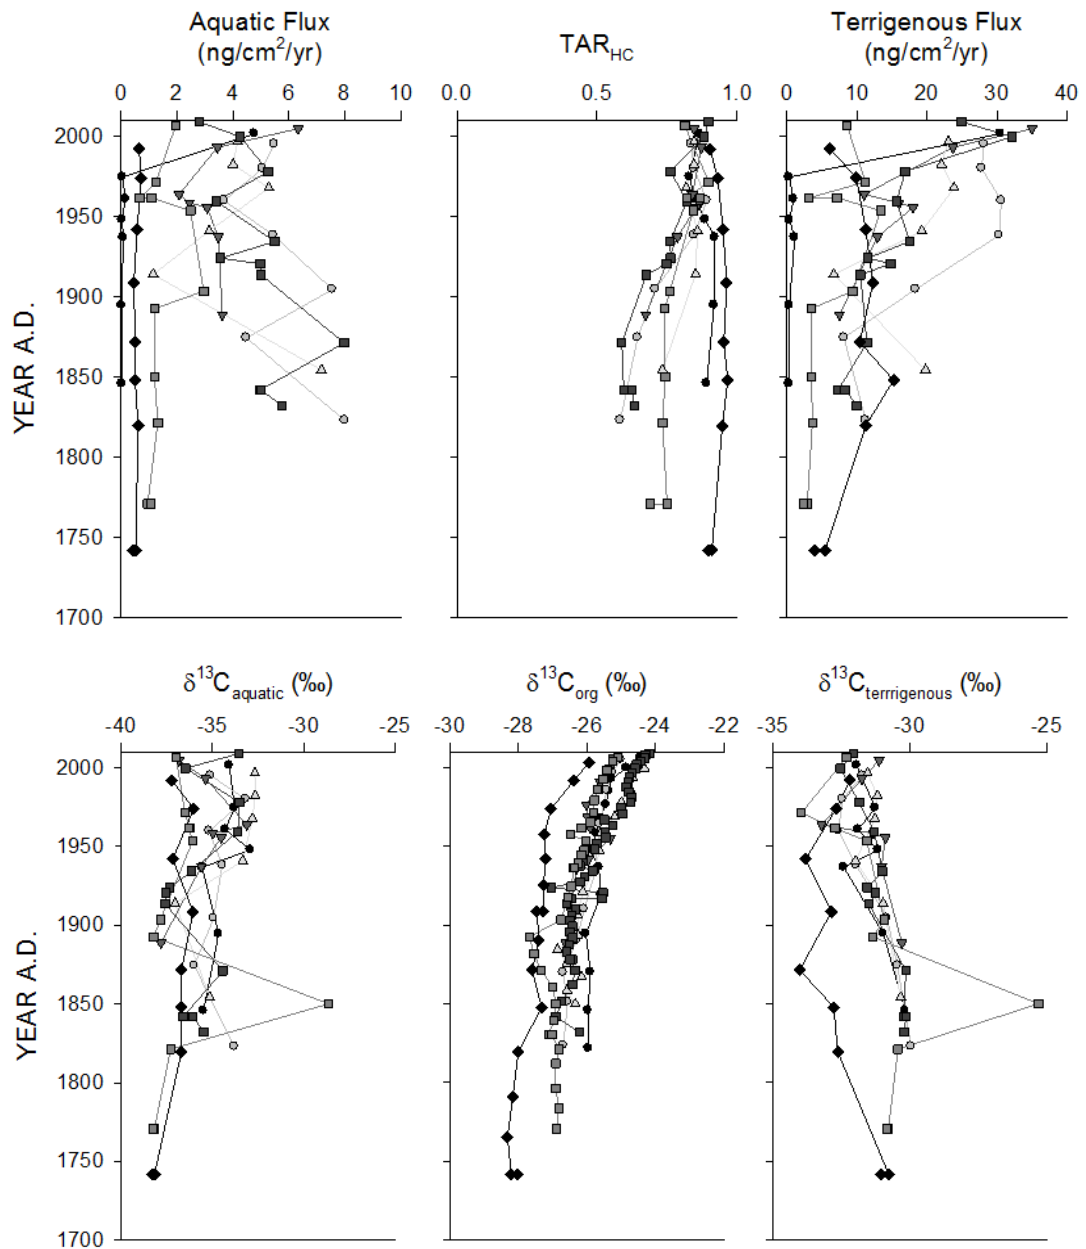 Aquatic Flux
(ng/cm²/yr)
TAR_HC
Terrigenous Flux
(ng/cm²/yr)
0 2 4 6 8 10
0.0 0.5 1.0
0 10 20 30 40
2000
1950
1900
1850
1800
1750
1700
YEAR A.D.
δ¹³C_aquatic (‰)
δ¹³C_org (‰)
δ¹³C_terrrigenous (‰)
-40 -35 -30 -25
-30 -28 -26 -24 -22
-35 -30 -25
2000
1950
1900
1850
1800
1750
1700
YEAR A.D.